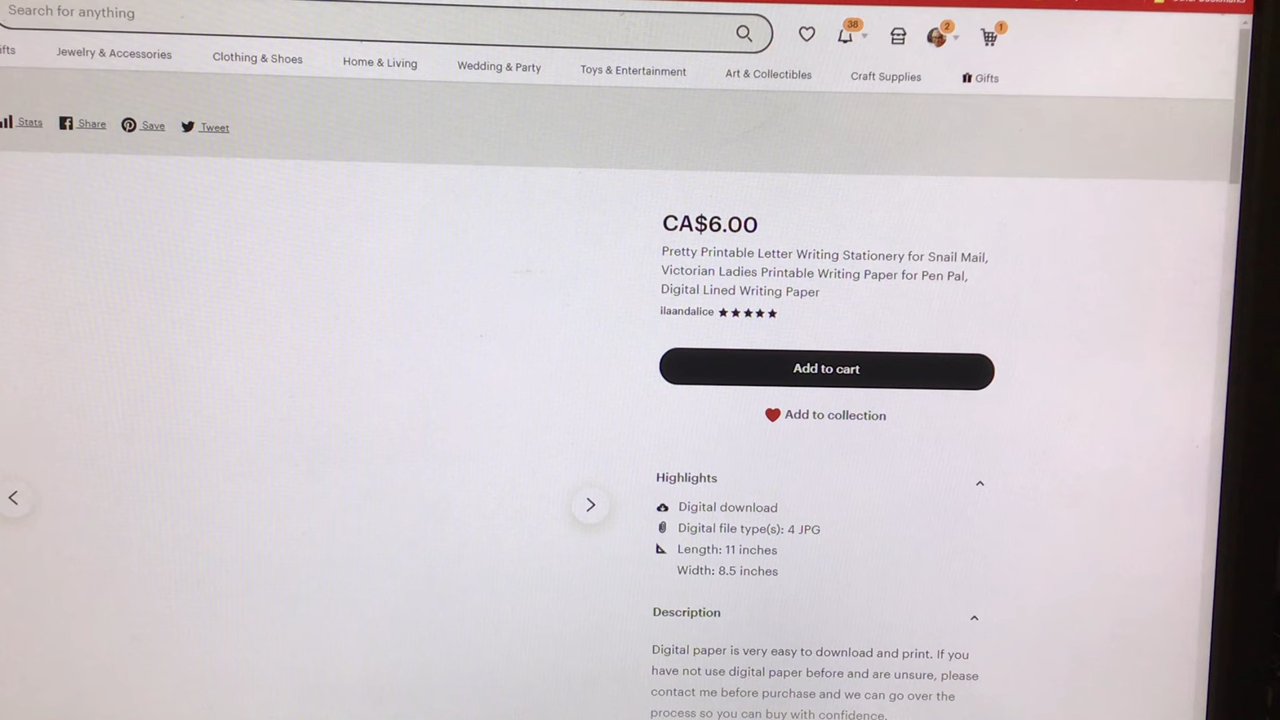 Search for anything
38
2
1
ifts
Jewelry & Accessories
Clothing & Shoes
Home & Living
Wedding & Party
Toys & Entertainment
Art & Collectibles
Craft Supplies
Gifts
Stats
Share
Save
Tweet
CA$6.00
Pretty Printable Letter Writing Stationery for Snail Mail,
Victorian Ladies Printable Writing Paper for Pen Pal,
Digital Lined Writing Paper
ilaandalice ★★★★★
Add to cart
Add to collection
Highlights
Digital download
Digital file type(s): 4 JPG
Length: 11 inches
Width: 8.5 inches
Description
Digital paper is very easy to download and print. If you
have not use digital paper before and are unsure, please
contact me before purchase and we can go over the
process so you can buy with confidence.